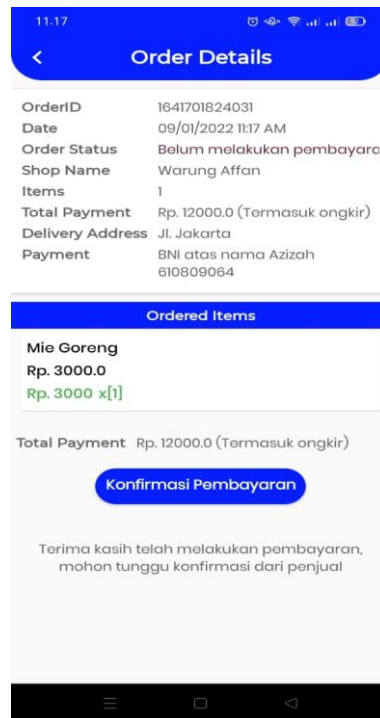 11.17
Order Details
OrderID 1641701824031
Date 09/01/2022 11:17 AM
Order Status Belum melakukan pembayara
Shop Name Warung Affan
Items 1
Total Payment Rp. 12000.0 (Termasuk ongkir)
Delivery Address Jl. Jakarta
Payment BNI atas nama Azizah
610809064
Ordered Items
Mie Goreng
Rp. 3000.0
Rp. 3000 x[1]
Total Payment Rp. 12000.0 (Termasuk ongkir)
Konfirmasi Pembayaran
Terima kasih telah melakukan pembayaran,
mohon tunggu konfirmasi dari penjual